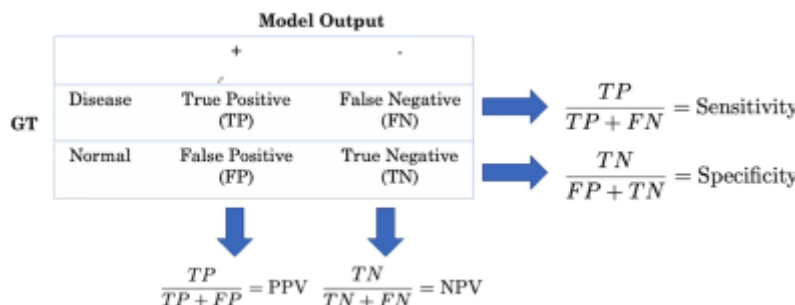 Model Output
+ -
Disease True Positive (TP) False Negative (FN)
GT
Normal False Positive (FP) True Negative (TN)
TP / (TP + FN) = Sensitivity
TN / (FP + TN) = Specificity
TP / (TP + FP) = PPV
TN / (TN + FN) = NPV